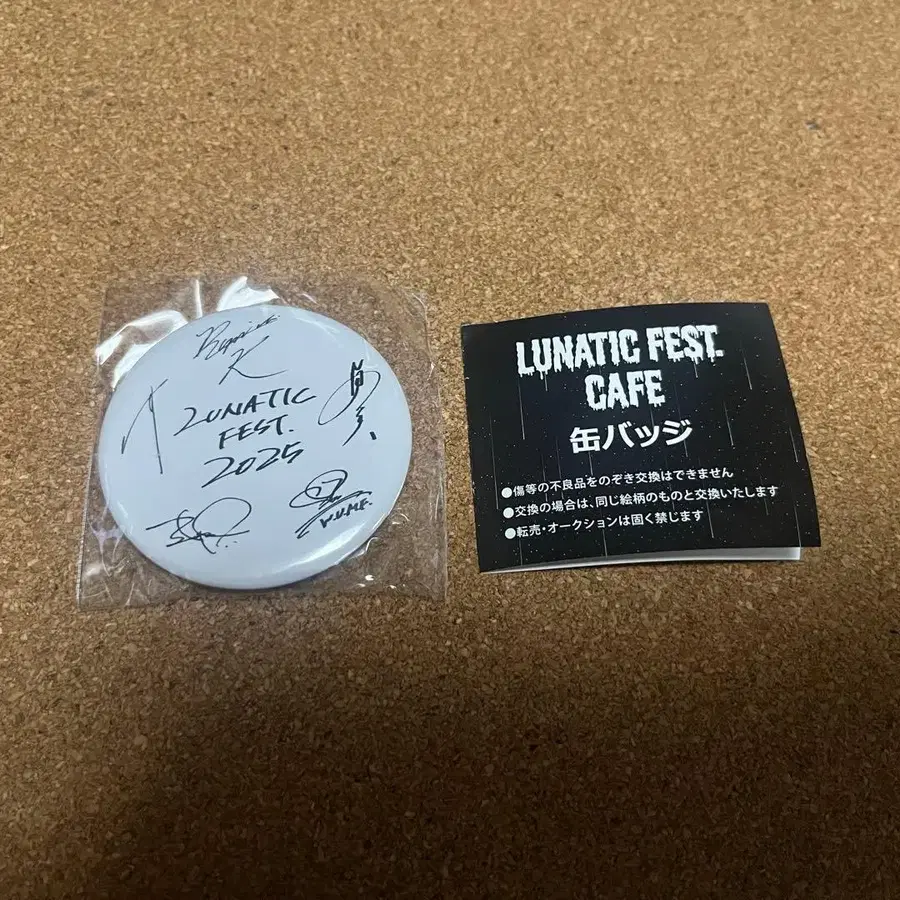 K
LUNATIC
FEST.
2025
LUNATIC FEST.
CAFE
缶バッジ
●傷等の不良品をのぞき交換はできません
●交換の場合は、同じ絵柄のものと交換いたします
●転売・オークションは固く禁じます